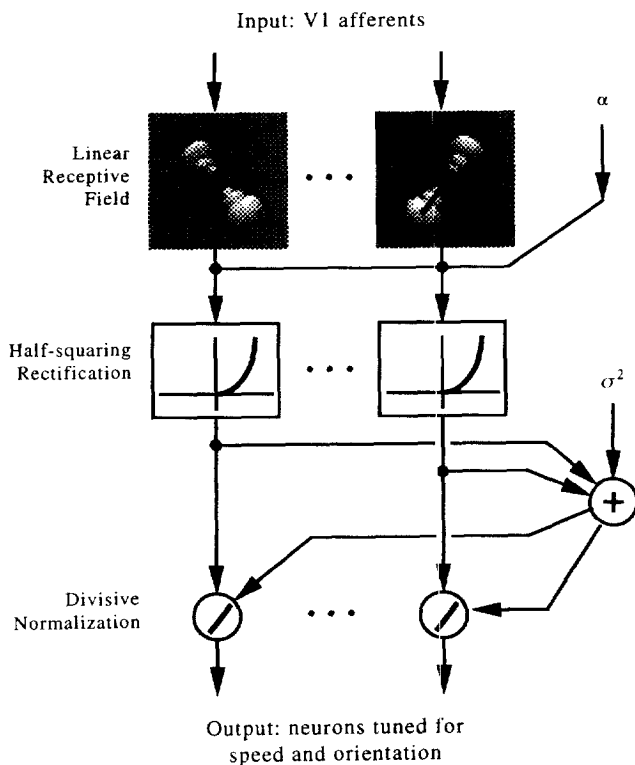 Input: V1 afferents
α
Linear
Receptive
Field
Half-squaring
Rectification
σ²
+
Divisive
Normalization
Output: neurons tuned for
speed and orientation